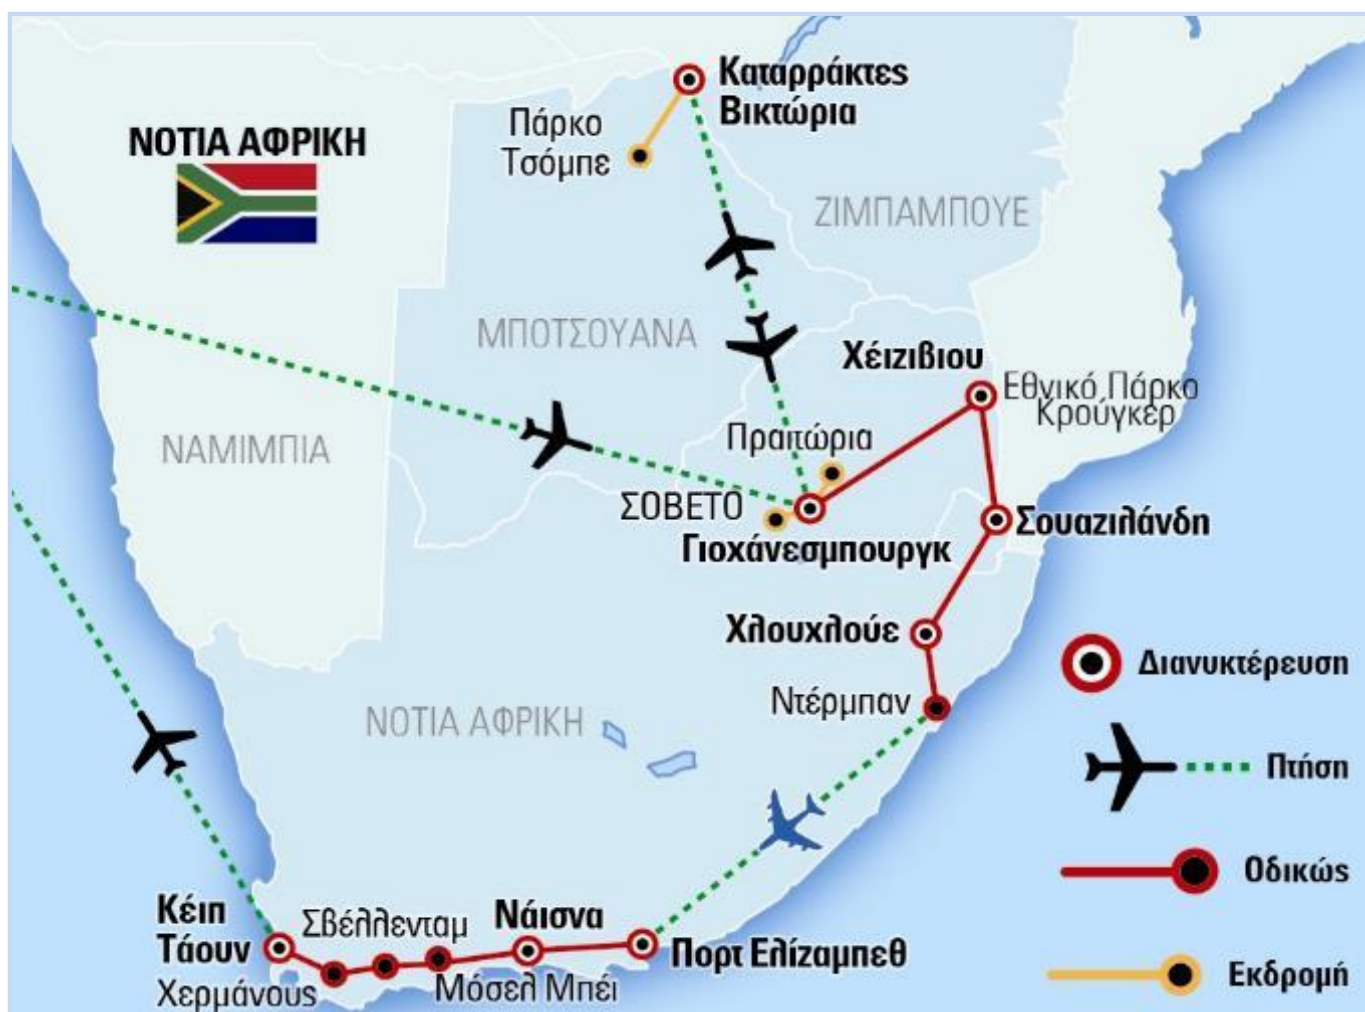 Καταρράκτες
Βικτώρια
Πάρκο
Τσόμπε
ΝΟΤΙΑ ΑΦΡΙΚΗ
ΖΙΜΠΑΜΠΟΥΕ
ΜΠΟΤΣΟΥΑΝΑ
Χέιζιβιου
Εθνικό Πάρκο
Κρούγκερ
ΝΑΜΙΜΠΙΑ
Πραιτώρια
ΣΟΒΕΤΟ
Γιοχάνεσμπουργκ
Σουαζιλάνδη
Χλουχλούε
Ντέρμπαν
ΝΟΤΙΑ ΑΦΡΙΚΗ
Διανυκτέρευση
Πτήση
Οδικώς
Εκδρομή
Κέιπ
Τάουν
Σβέλλενταμ
Νάισνα
Πορτ Ελίζαμπεθ
Χερμάνους
Μόσελ Μπέι